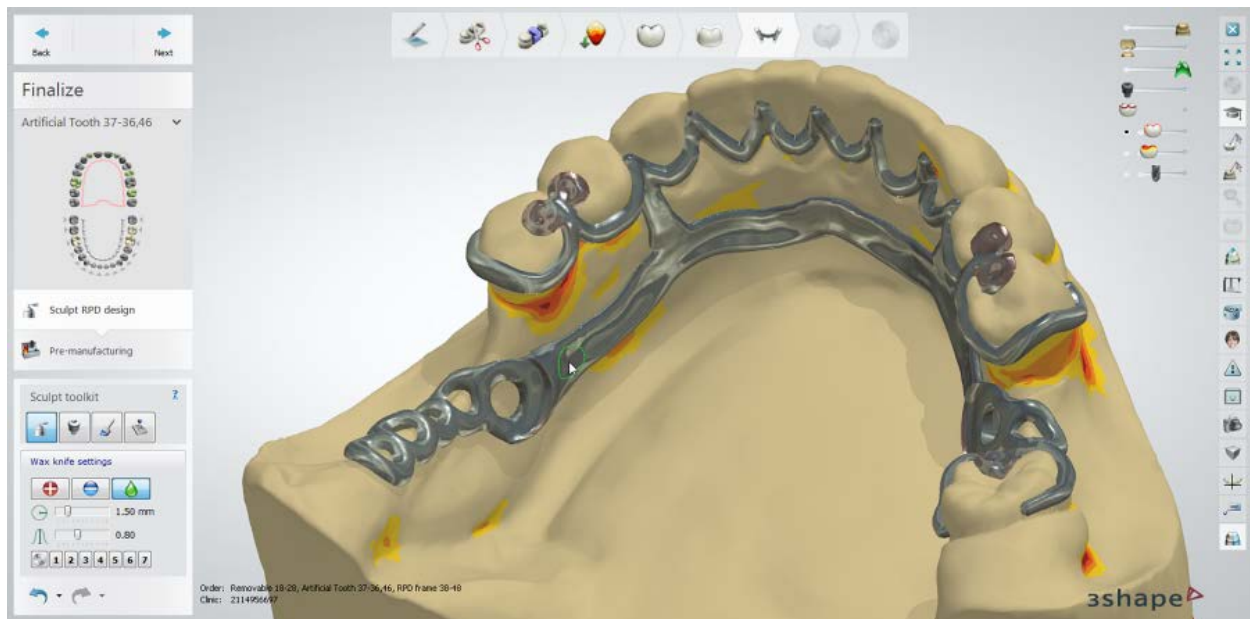 Back
Next
Finalize
Artificial Tooth 37-36,46
Sculpt RPD design
Pre-manufacturing
Sculpt toolkit
?
Wax knife settings
1.50 mm
0.80
1 2 3 4 5 6 7
Order: Removable 18-28, Artificial Tooth 37-36,46, RPD frame 38-48
Clinic: 2114956697
3shape